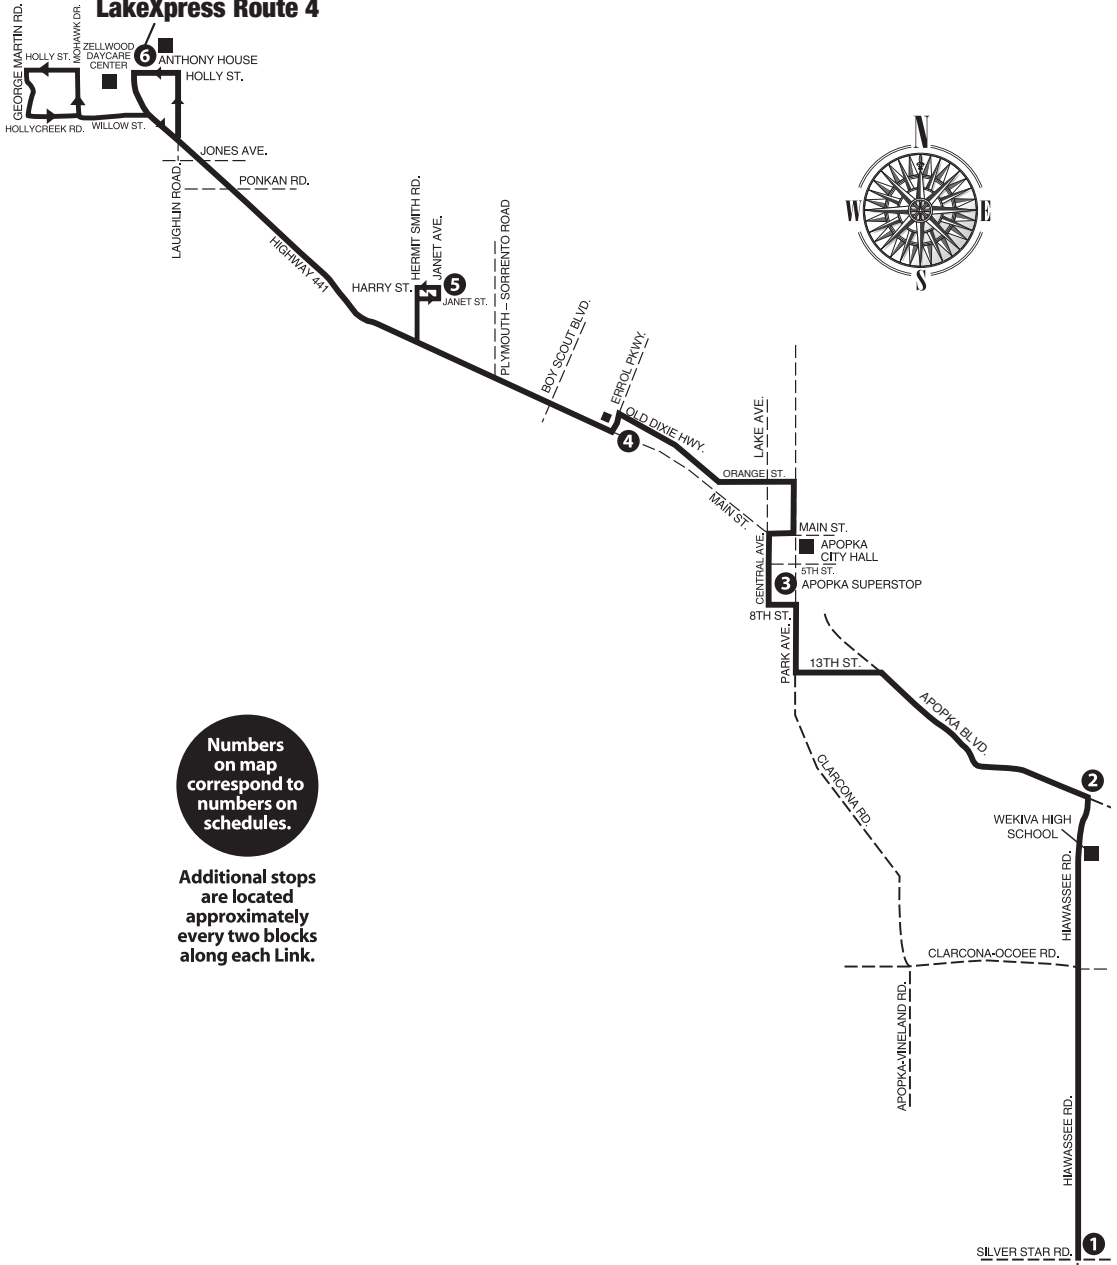 LakeXpress Route 4
GEORGE MARTIN RD.
MOHAWK DR.
HOLLY ST.
ZELLWOOD
DAYCARE
CENTER
6
ANTHONY HOUSE
HOLLY ST.
HOLLYCREEK RD.
WILLOW ST.
JONES AVE.
LAUGHLIN ROAD.
PONKAN RD.
HIGHWAY 441
HERMIT SMITH RD.
JANET AVE.
HARRY ST.
5
JANET ST.
PLYMOUTH – SORRENTO ROAD
BOY SCOUT BLVD.
ERROL PKWY.
OLD DIXIE HWY.
4
N
W
E
S
LAKE AVE.
ORANGE ST.
MAIN ST.
MAIN ST.
APOPKA
CITY HALL
CENTRAL AVE.
5TH ST.
3
APOPKA SUPERSTOP
8TH ST.
PARK AVE.
13TH ST.
APOPKA BLVD.
CLARCONA RD.
2
WEKIVA HIGH
SCHOOL
HIAWASSEE RD.
Numbers
on map
correspond to
numbers on
schedules.
Additional stops
are located
approximately
every two blocks
along each Link.
CLARCONA-OCOEE RD.
APOPKA-VINELAND RD.
HIAWASSEE RD.
SILVER STAR RD.
1